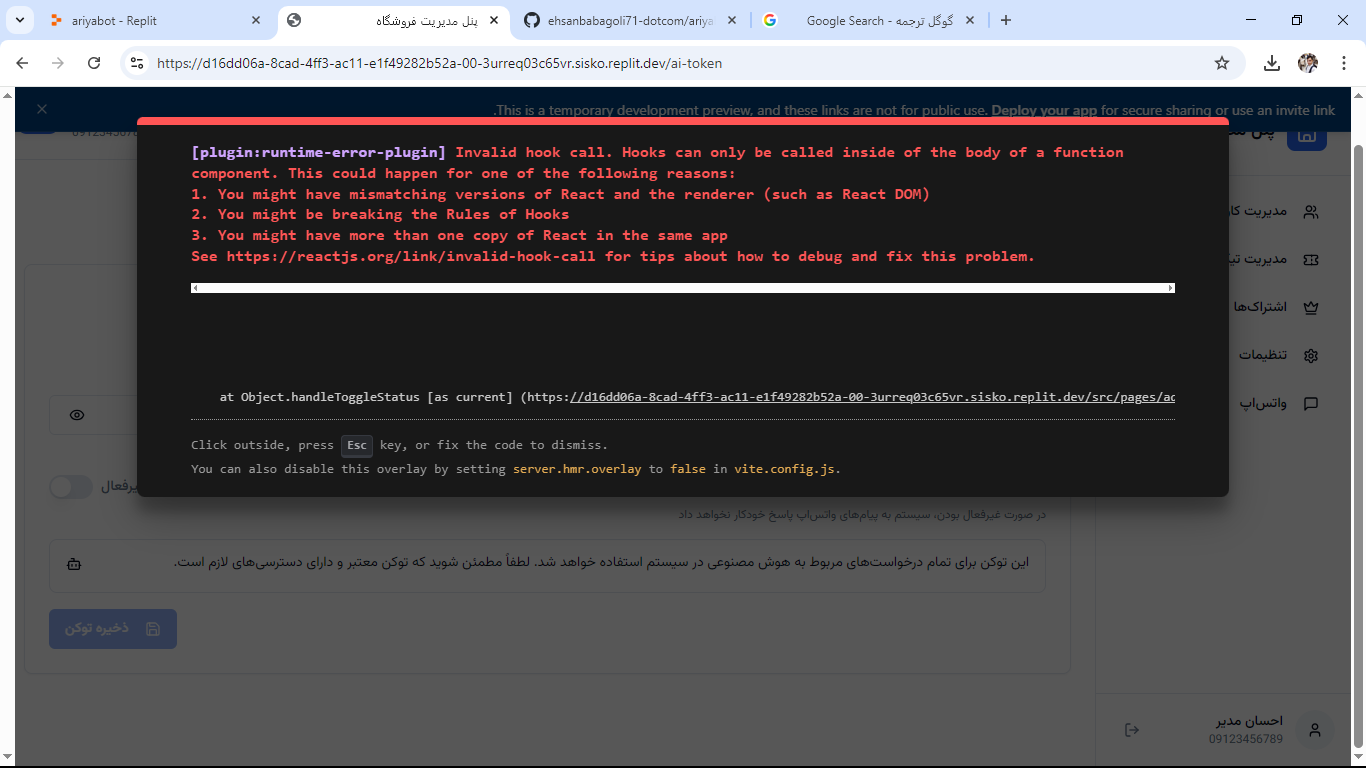 ariyabot - Replit
پنل مدیریت فروشگاه
ehsanbabagoli71-dotcom/ariya
گوگل ترجمه - Google Search
https://d16dd06a-8cad-4ff3-ac11-e1f49282b52a-00-3urreq03c65vr.sisko.replit.dev/ai-token
This is a temporary development preview, and these links are not for public use. Deploy your app for secure sharing or use an invite link.
[plugin:runtime-error-plugin] Invalid hook call. Hooks can only be called inside of the body of a function
component. This could happen for one of the following reasons:
1. You might have mismatching versions of React and the renderer (such as React DOM)
2. You might be breaking the Rules of Hooks
3. You might have more than one copy of React in the same app
See https://reactjs.org/link/invalid-hook-call for tips about how to debug and fix this problem.
at Object.handleToggleStatus [as current] (https://d16dd06a-8cad-4ff3-ac11-e1f49282b52a-00-3urreq03c65vr.sisko.replit.dev/src/pages/ad
Click outside, press Esc key, or fix the code to dismiss.
You can also disable this overlay by setting server.hmr.overlay to false in vite.config.js.
مدیریت
مدیریت
اشتراک‌ها
تنظیمات
واتس‌اپ
در صورت غیرفعال بودن، سیستم به پیام‌های واتس‌اپ پاسخ خودکار نخواهد داد
این توکن برای تمام درخواست‌های مربوط به هوش مصنوعی در سیستم استفاده خواهد شد. لطفاً مطمئن شوید که توکن معتبر و دارای دسترسی‌های لازم است.
ذخیره توکن
احسان مدیر
09123456789